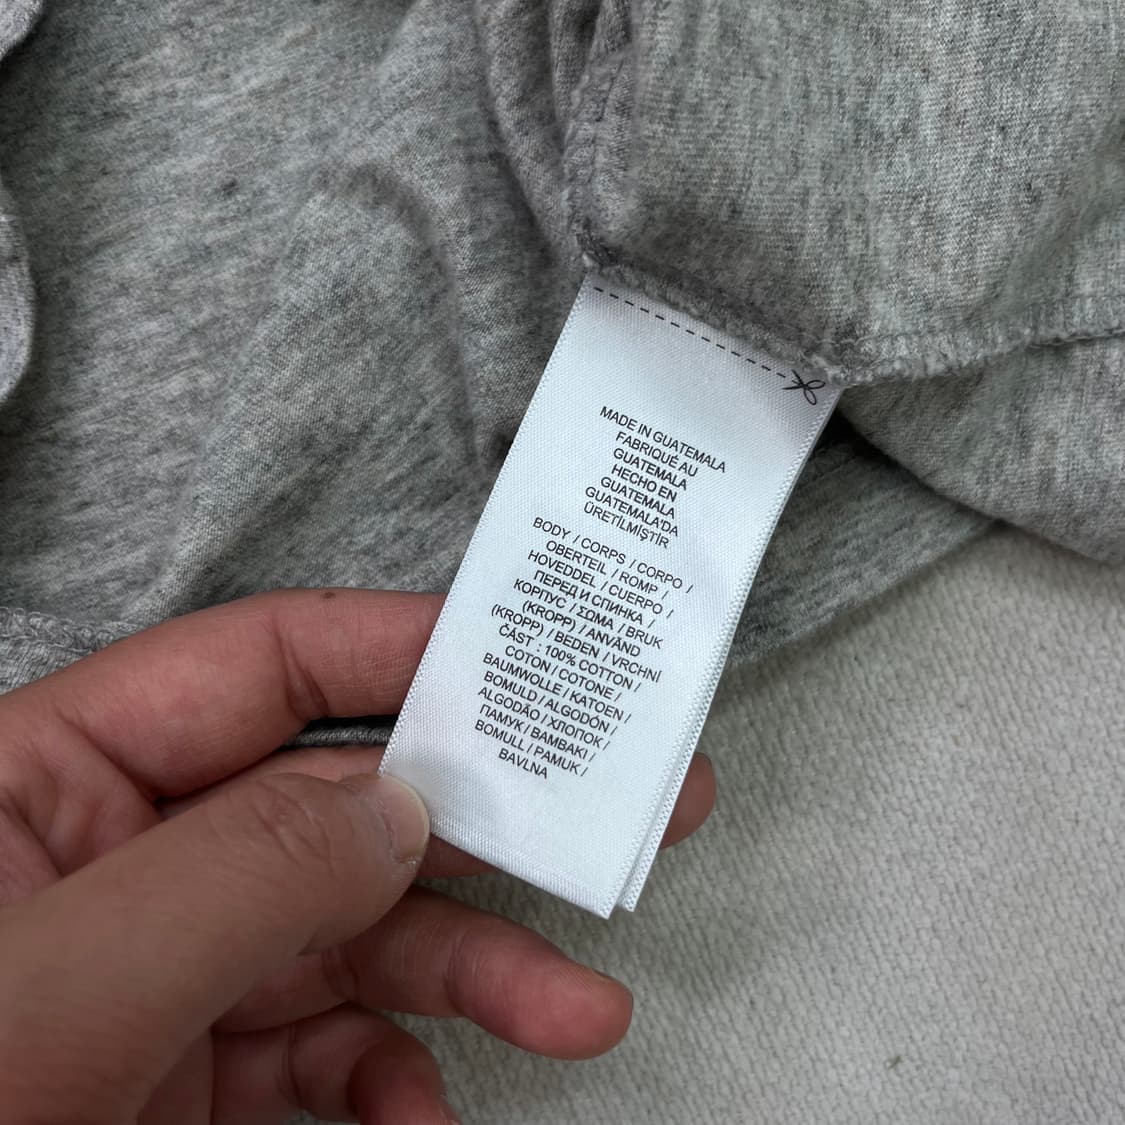 MADE IN GUATEMALA
FABRIQUÉ AU
GUATEMALA
HECHO EN
GUATEMALA
GUATEMALA'DA
ÜRETİLMİŞTİR
BODY / CORPS / CORPO /
OBERTEIL / ROMP /
HOVEDDEL / CUERPO /
ПЕРЕД И СПИНКА /
КОРПУС / ΣΩΜΑ / BRUK
(KROPP) / ANVÄND
(KROPP) / BEDEN / VRCHNÍ
ČÁST : 100% COTTON /
COTON / COTONE /
BAUMWOLLE / KATOEN /
BOMULD / ALGODÓN /
ALGODÃO / ХЛОПОК /
ПАМУК / BAMBAKI /
BOMULL / PAMUK /
BAVLNA